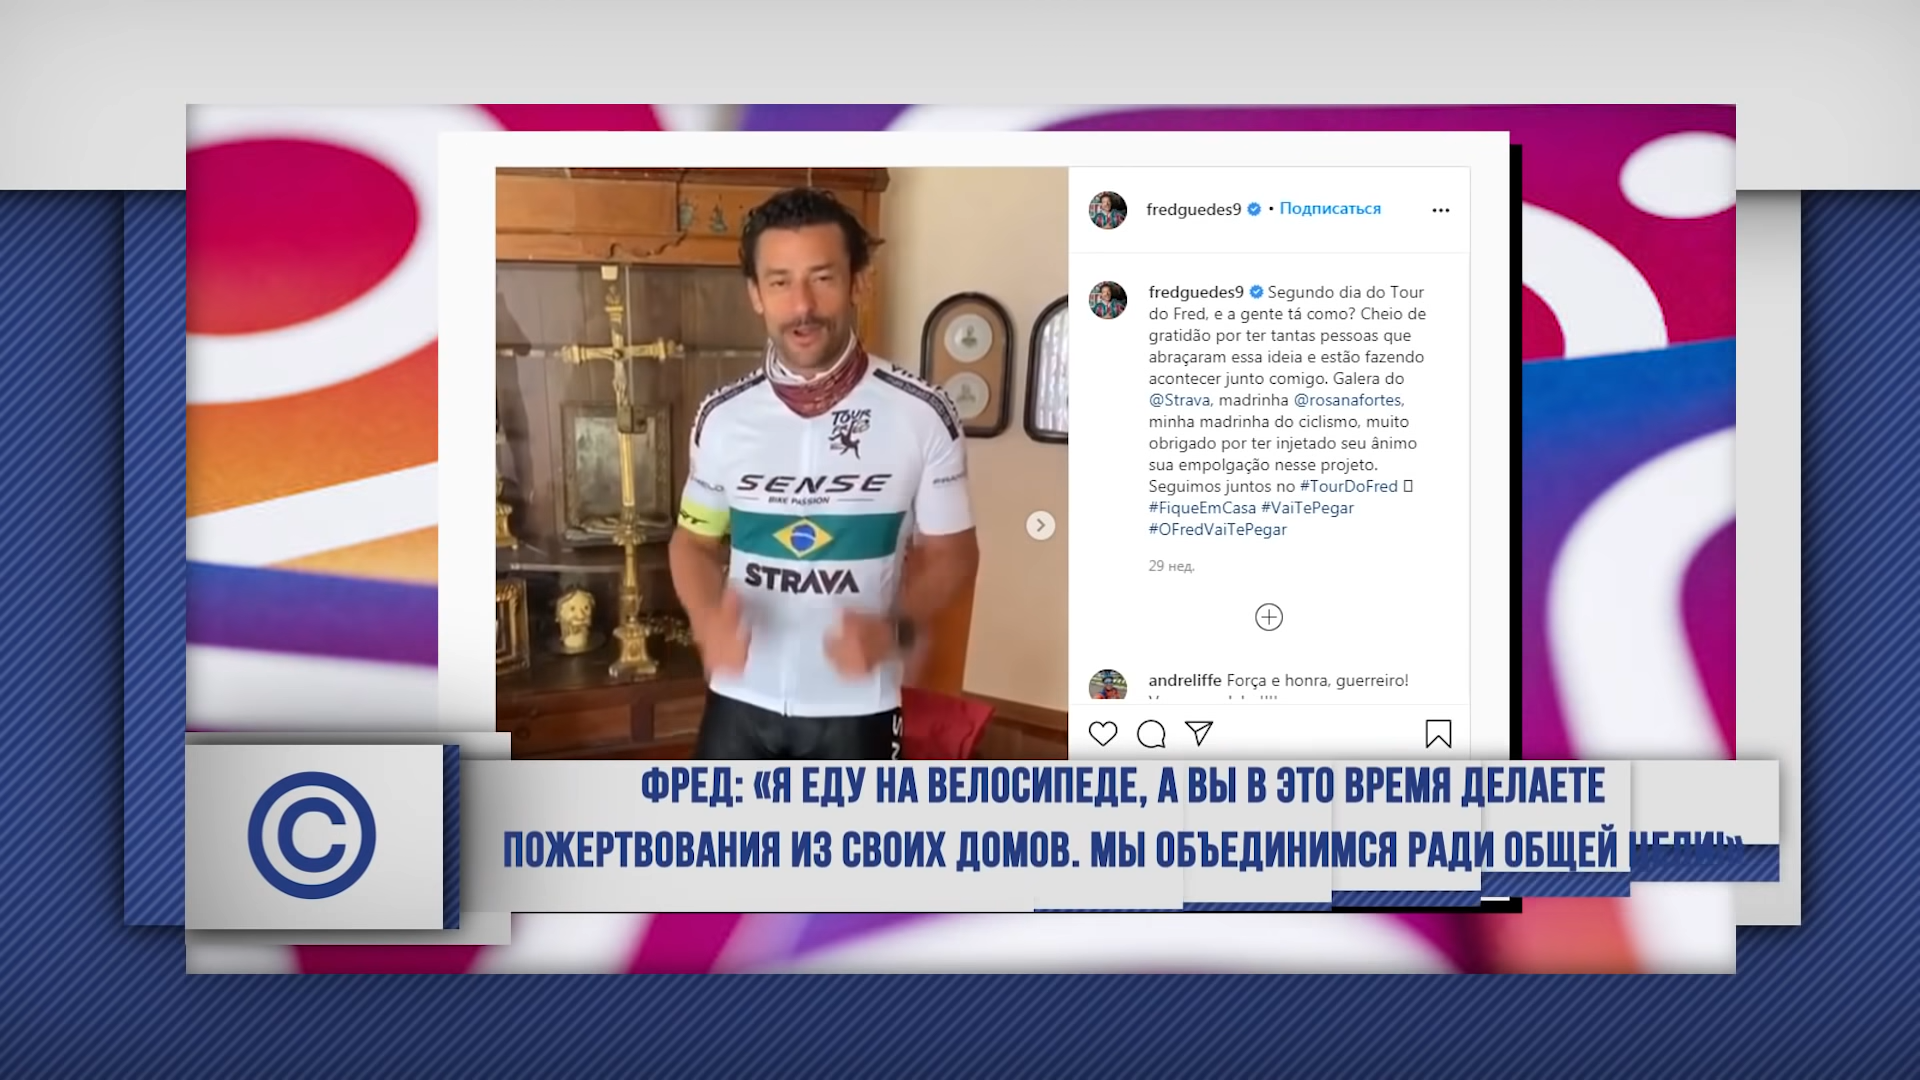 fredguedes9 • Подписаться
fredguedes9 Segundo dia do Tour
do Fred, e a gente tá como? Cheio de
gratidão por ter tantas pessoas que
abraçaram essa ideia e estão fazendo
acontecer junto comigo. Galera do
@Strava, madrinha @rosanafortes,
minha madrinha do ciclismo, muito
obrigado por ter injetado seu ânimo
sua empolgação nesse projeto.
Seguimos juntos no #TourDoFred
#FiqueEmCasa #VaiTePegar
#OFredVaiTePegar
29 нед.
andreliffe Força e honra, guerreiro!
TOUR
SENSE
BIKE PASSION
STRAVA
©
ФРЕД: «Я ЕДУ НА ВЕЛОСИПЕДЕ, А ВЫ В ЭТО ВРЕМЯ ДЕЛАЕТЕ
ПОЖЕРТВОВАНИЯ ИЗ СВОИХ ДОМОВ. МЫ ОБЪЕДИНИМСЯ РАДИ ОБЩЕЙ ЦЕЛИ!»